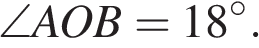 ∠AOB = 18°.